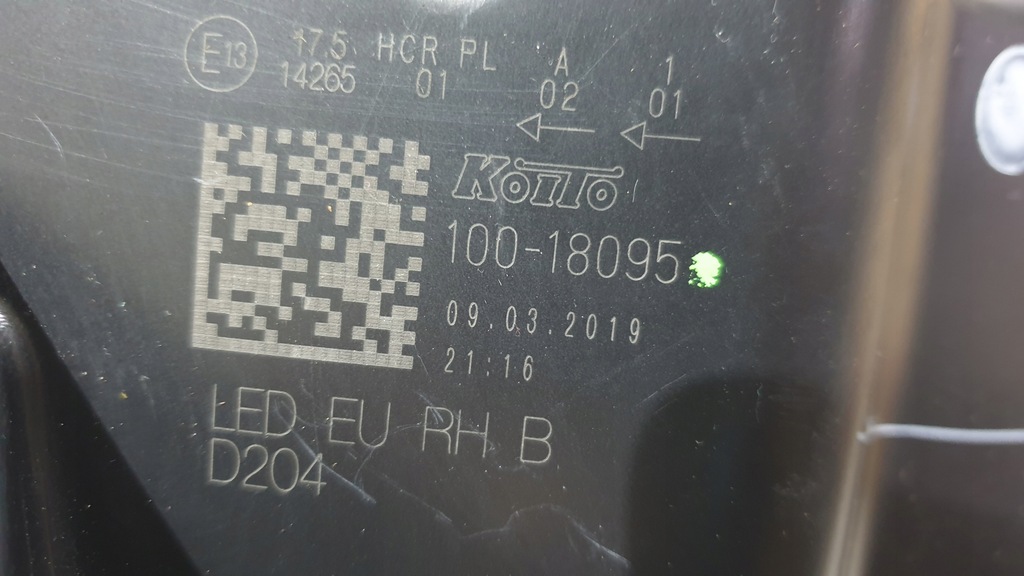 E13 17.5 HCR PL A 1
14265 01 02 01
KOITO
100-18095
09.03.2019
21:16
LED EU RH B
D204